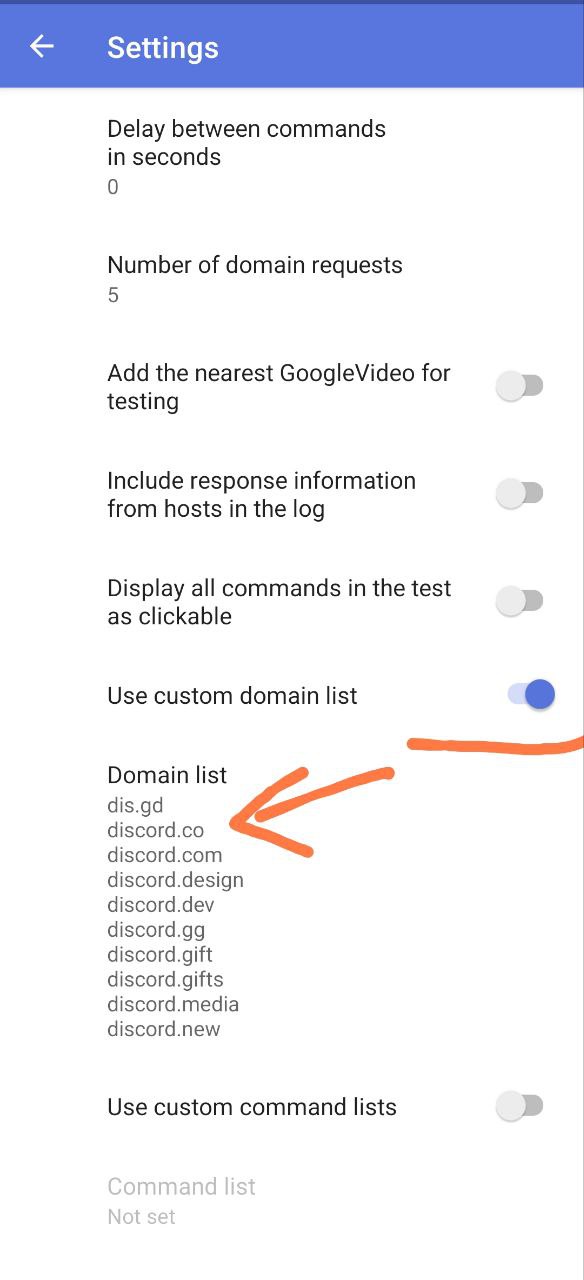 Settings
Delay between commands
in seconds
0
Number of domain requests
5
Add the nearest GoogleVideo for
testing
Include response information
from hosts in the log
Display all commands in the test
as clickable
Use custom domain list
Domain list
dis.gd
discord.co
discord.com
discord.design
discord.dev
discord.gg
discord.gift
discord.gifts
discord.media
discord.new
Use custom command lists
Command list
Not set